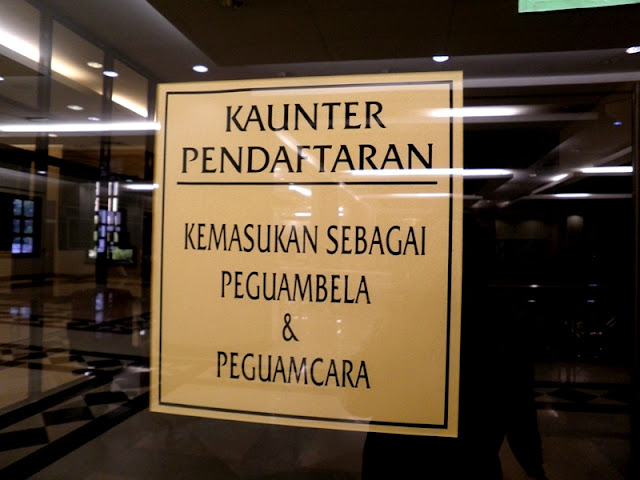 KAUNTER
PENDAFTARAN
KEMASUKAN SEBAGAI
PEGUAMBELA
&
PEGUAMCARA